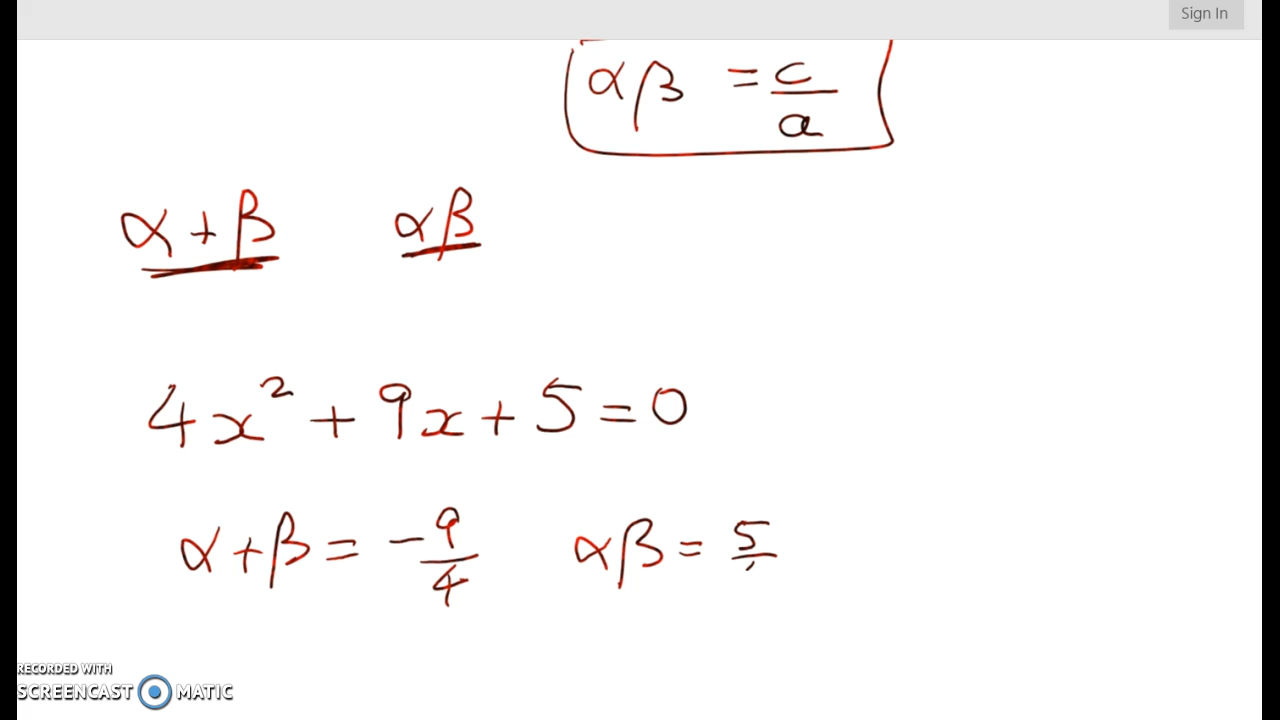 Sign In
αβ = c/a
α + β αβ
4x² + 9x + 5 = 0
α + β = -9/4 αβ = 5/
RECORDED WITH
SCREENCAST MATIC